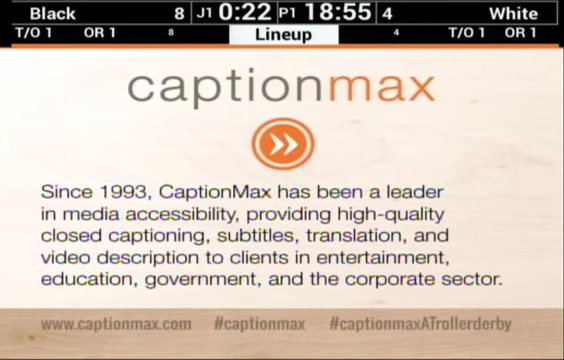 Black 8 J1 0:22 P1 18:55 4 White
T/O 1 OR 1 8 Lineup 4 T/O 1 OR 1
captionmax
Since 1993, CaptionMax has been a leader
in media accessibility, providing high-quality
closed captioning, subtitles, translation, and
video description to clients in entertainment,
education, government, and the corporate sector.
www.captionmax.com #captionmax #captionmaxATrollerderby